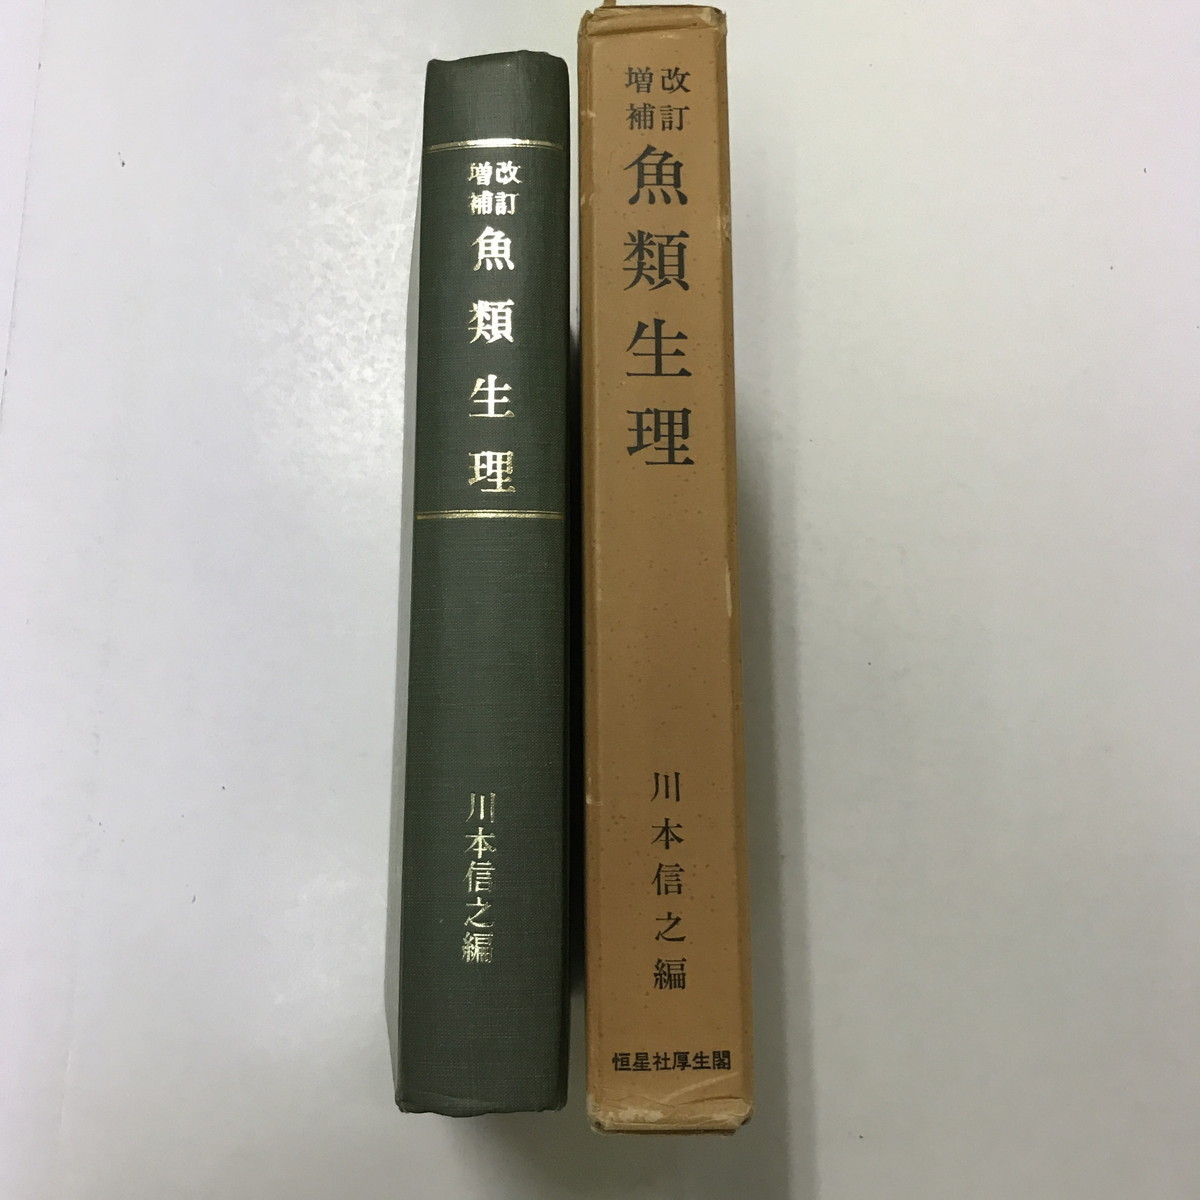 改訂
増補
魚類生理
川本信之編
改訂
増補
魚類生理
川本信之編
恒星社厚生閣